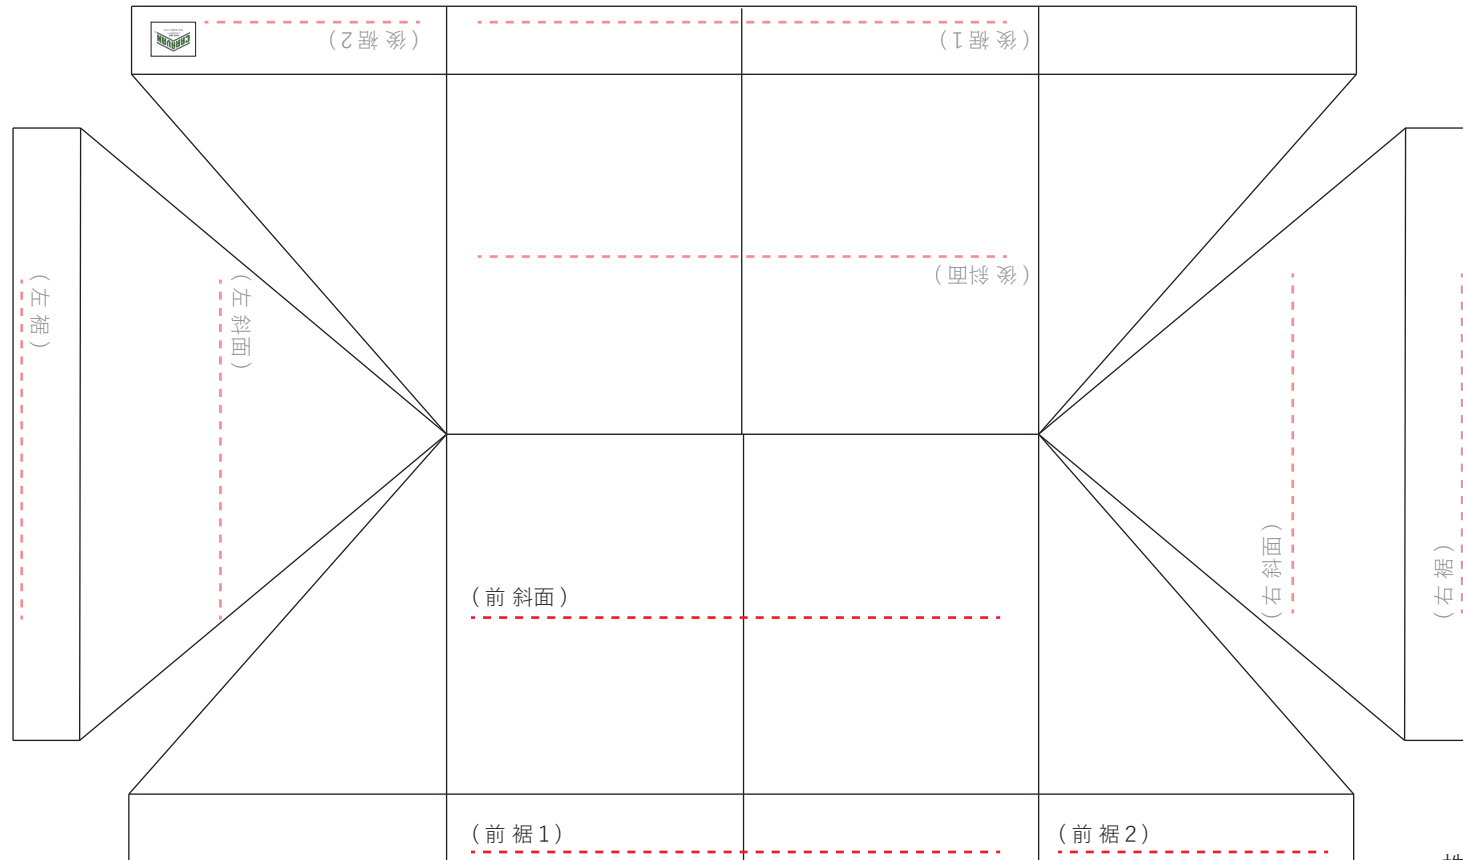 (後 裾 2)
(後 裾 1)
CARAVAN
(後 斜面)
(左 裾)
(左 斜面)
(前 斜面)
(右 斜面)
(右 裾)
(前 裾 1)
(前 裾 2)